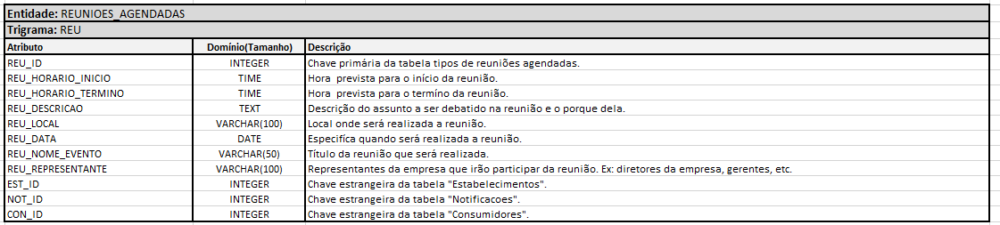 Entidade: REUNIOES_AGENDADAS
Trigrama: REU
Atributo Domínio(Tamanho) Descrição
REU_ID INTEGER Chave primária da tabela tipos de reuniões agendadas.
REU_HORARIO_INICIO TIME Hora prevista para o início da reunião.
REU_HORARIO_TERMINO TIME Hora prevista para o termíno da reunião.
REU_DESCRICAO TEXT Descrição do assunto a ser debatido na reunião e o porque dela.
REU_LOCAL VARCHAR(100) Local onde será realizada a reunião.
REU_DATA DATE Especifíca quando será realizada a reunião.
REU_NOME_EVENTO VARCHAR(50) Título da reunião que será realizada.
REU_REPRESENTANTE VARCHAR(100) Representantes da empresa que irão participar da reunião. Ex: diretores da empresa, gerentes, etc.
EST_ID INTEGER Chave estrangeira da tabela "Estabelecimentos".
NOT_ID INTEGER Chave estrangeira da tabela "Notificacoes".
CON_ID INTEGER Chave estrangeira da tabela "Consumidores".